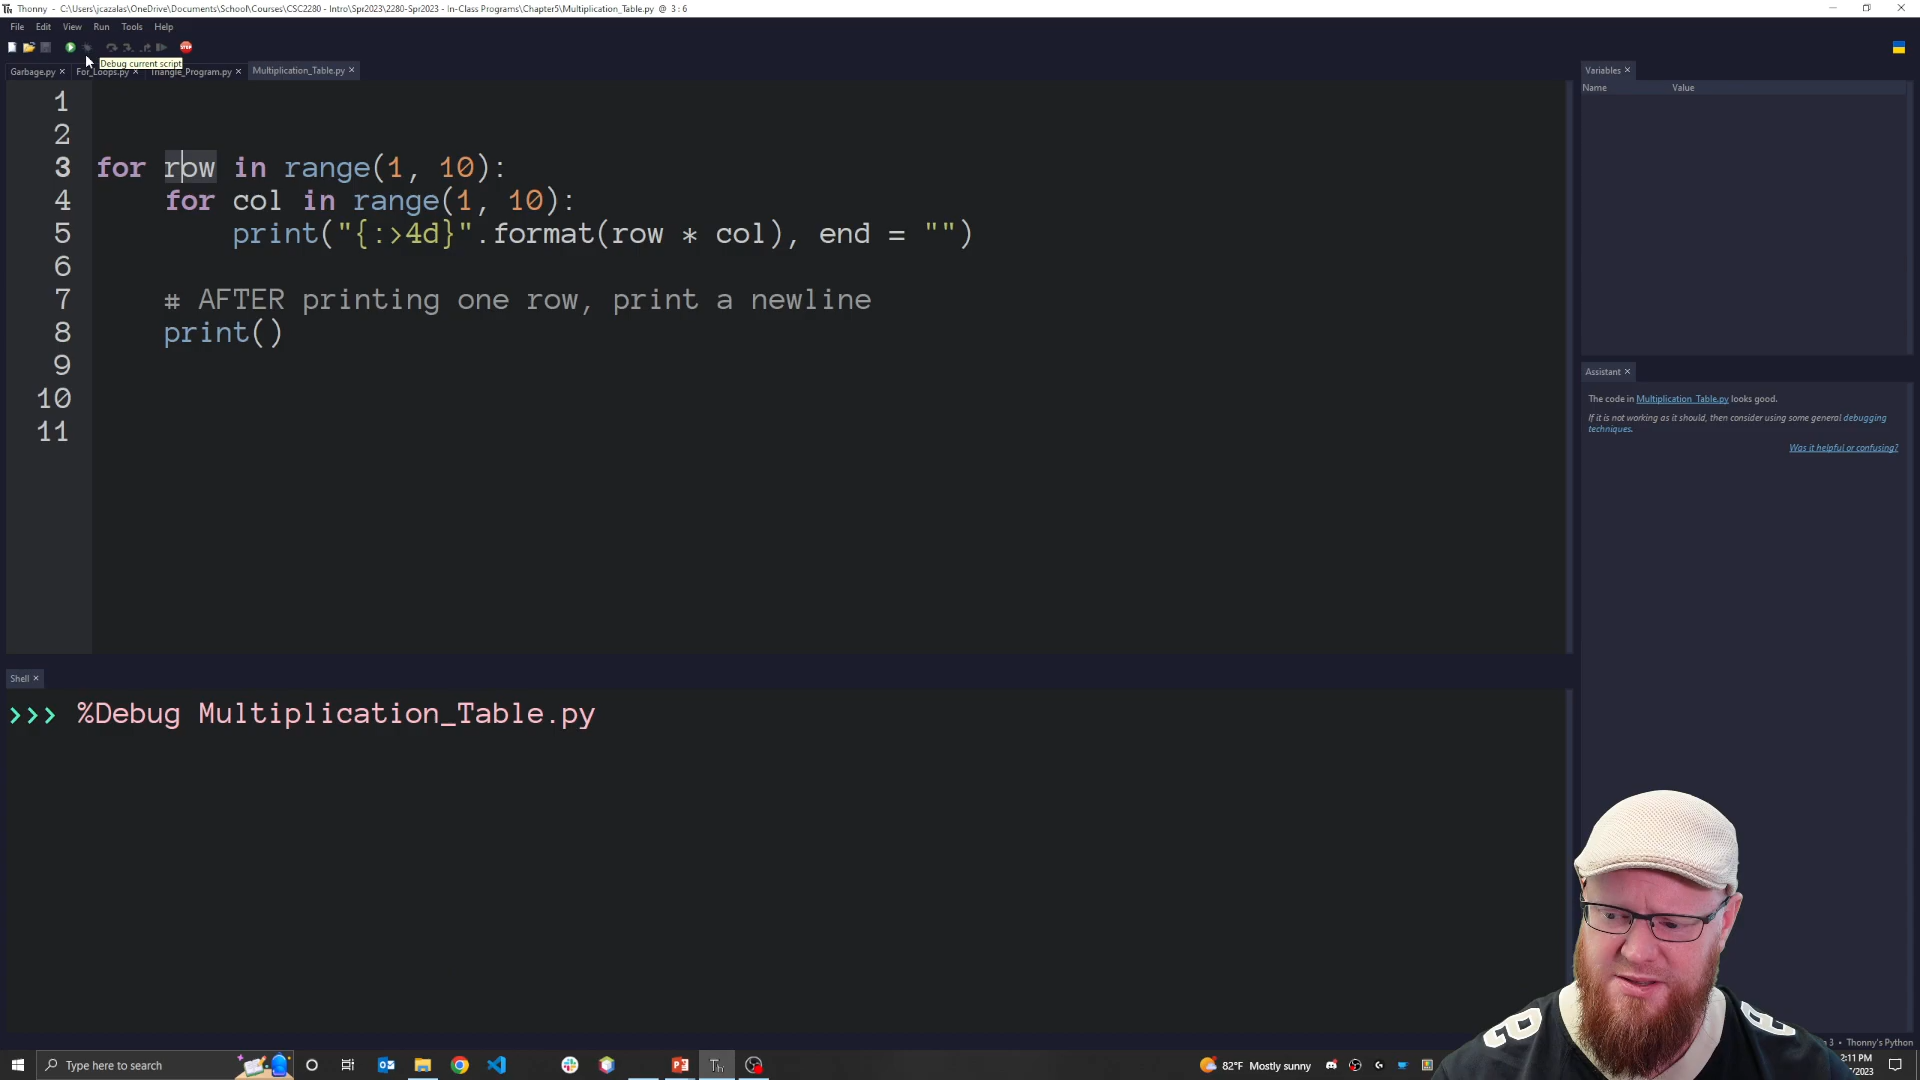 Thonny - C:\Users\jcazalas\OneDrive\Documents\School\Courses\CSC2280 - Intro\Spr2023\2280-Spr2023 - In-Class Programs\Chapter5\Multiplication_Table.py @ 3 : 6
File Edit View Run Tools Help
STOP
Debug current script
Garbage.py × For_Loops.py × Triangle_Program.py × Multiplication_Table.py ×
1
2
3 for row in range(1, 10):
4 for col in range(1, 10):
5 print("{:>4d}".format(row * col), end = "")
6
7 # AFTER printing one row, print a newline
8 print()
9
10
11
Variables ×
Name Value
Assistant ×
The code in Multiplication_Table.py looks good.
If it is not working as it should, then consider using some general debugging
techniques.
Was it helpful or confusing?
Shell ×
>>> %Debug Multiplication_Table.py
3 • Thonny's Python
Type here to search
Th
82°F Mostly sunny
2:11 PM
/2023